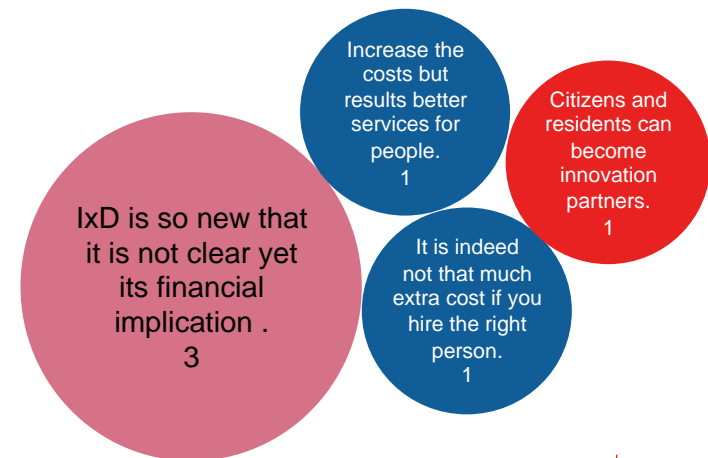 Increase the
costs but
results better
services for
people.
1
Citizens and
residents can
become
innovation
partners.
1
IxD is so new that
it is not clear yet
its financial
implication .
3
It is indeed
not that much
extra cost if you
hire the right
person.
1